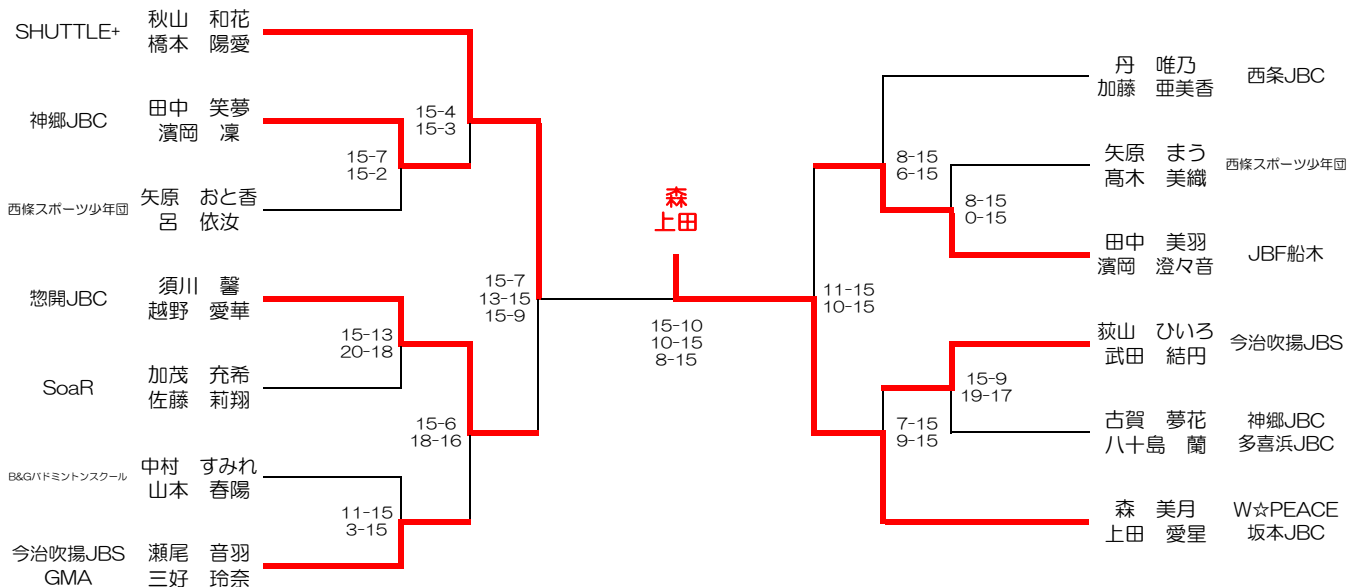 SHUTTLE+
秋山　和花
橋本　陽愛
神郷JBC
田中　笑夢
濱岡　凜
西條スポーツ少年団
矢原　おと香
呂　依汝
惣開JBC
須川　馨
越野　愛華
SoaR
加茂　充希
佐藤　莉翔
B&Gバドミントンスクール
中村　すみれ
山本　春陽
今治吹揚JBS
GMA
瀬尾　音羽
三好　玲奈
15-7
15-2
15-4
15-3
15-13
20-18
11-15
3-15
15-6
18-16
15-7
13-15
15-9
森
上田
15-10
10-15
8-15
11-15
10-15
8-15
6-15
8-15
0-15
15-9
19-17
7-15
9-15
丹　唯乃
加藤　亜美香
西条JBC
矢原　まう
髙木　美織
西條スポーツ少年団
田中　美羽
濱岡　澄々音
JBF船木
荻山　ひいろ
武田　結円
今治吹揚JBS
古賀　夢花
八十島　蘭
神郷JBC
多喜浜JBC
森　美月
上田　愛星
W☆PEACE
坂本JBC